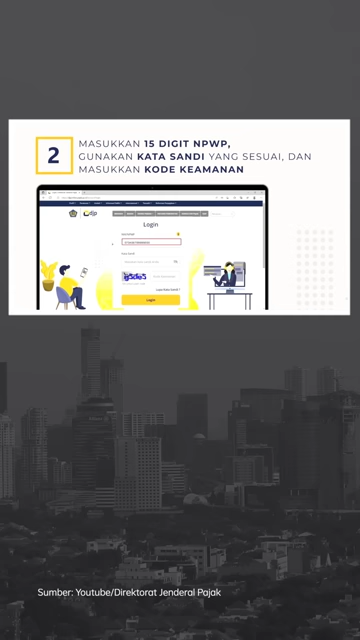 2
MASUKKAN 15 DIGIT NPWP,
GUNAKAN KATA SANDI YANG SESUAI, DAN
MASUKKAN KODE KEAMANAN
djp
Login
Login
Sumber: Youtube/Direktorat Jenderal Pajak